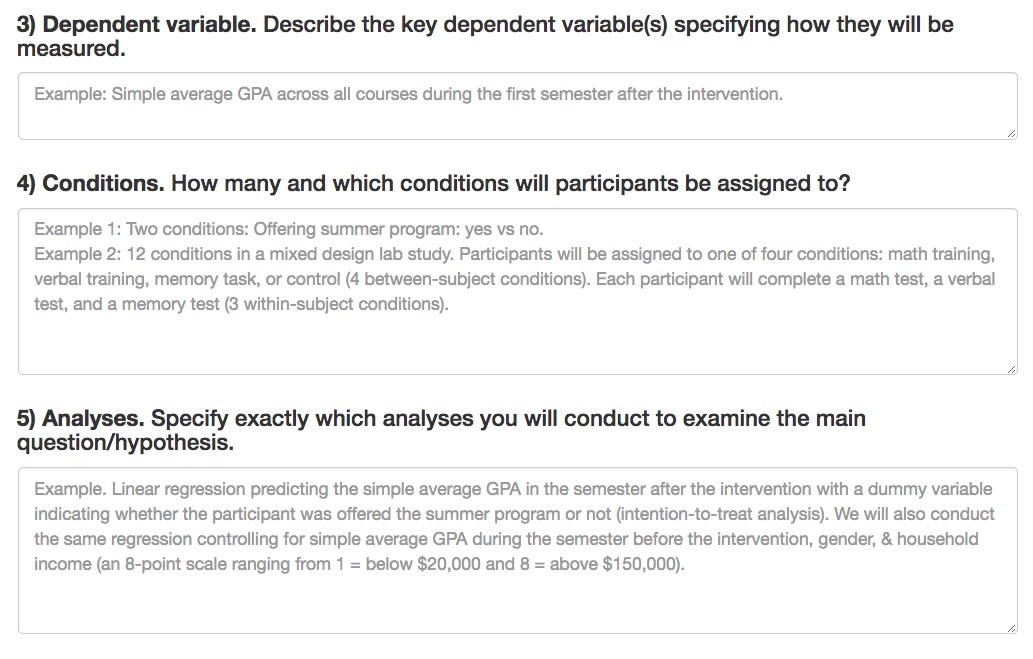 3) Dependent variable. Describe the key dependent variable(s) specifying how they will be
measured.
Example: Simple average GPA across all courses during the first semester after the intervention.
4) Conditions. How many and which conditions will participants be assigned to?
Example 1: Two conditions: Offering summer program: yes vs no.
Example 2: 12 conditions in a mixed design lab study. Participants will be assigned to one of four conditions: math training,
verbal training, memory task, or control (4 between-subject conditions). Each participant will complete a math test, a verbal
test, and a memory test (3 within-subject conditions).
5) Analyses. Specify exactly which analyses you will conduct to examine the main
question/hypothesis.
Example. Linear regression predicting the simple average GPA in the semester after the intervention with a dummy variable
indicating whether the participant was offered the summer program or not (intention-to-treat analysis). We will also conduct
the same regression controlling for simple average GPA during the semester before the intervention, gender, & household
income (an 8-point scale ranging from 1 = below $20,000 and 8 = above $150,000).